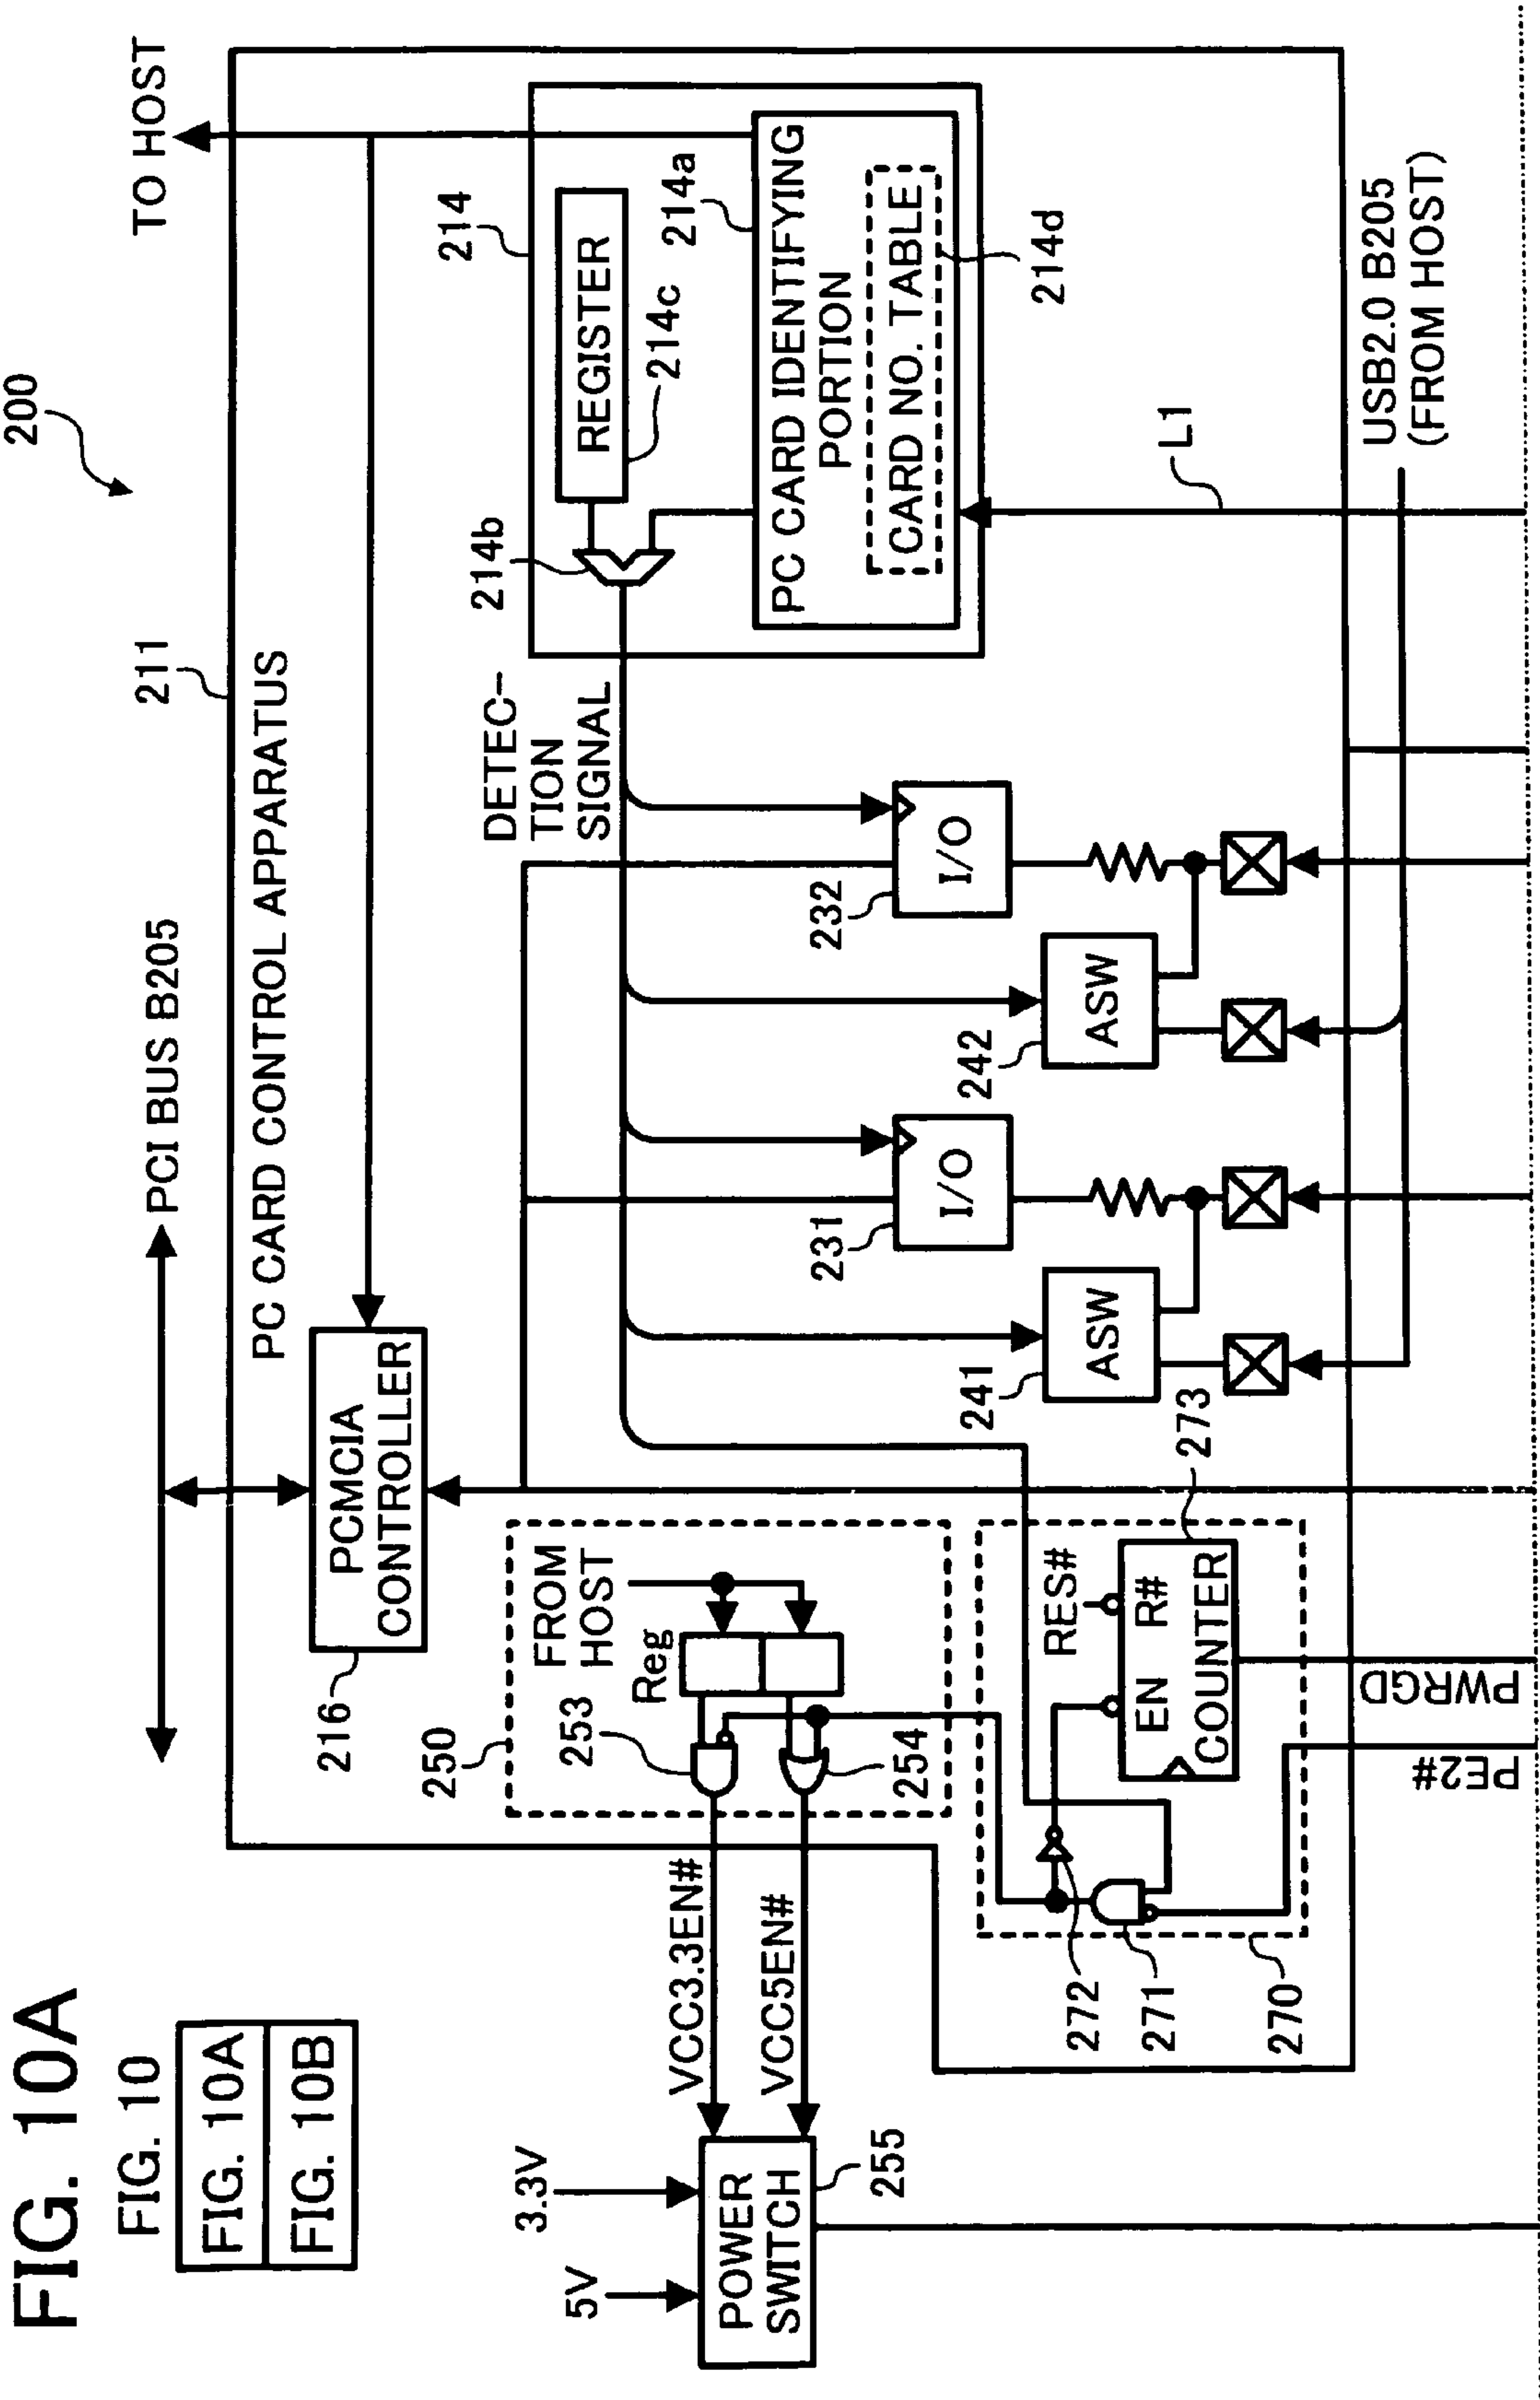 FIG. 10A
FIG. 10
FIG. 10A
FIG. 10B
200
TO HOST
PCI BUS B205
211
PC CARD CONTROL APPARATUS
216
PCMCIA
CONTROLLER
214
REGISTER
214c
214b
214a
PC CARD IDENTIFYING
PORTION
CARD NO. TABLE
214d
DETEC-
TION
SIGNAL
250
FROM
HOST
Reg
253
254
VCC3.3EN#
VCC5EN#
3.3V
5V
POWER
SWITCH
255
231
I/O
232
I/O
241
ASW
242
ASW
RES#
273
EN R#
COUNTER
272
271
270
PE2#
PWRGD
L1
USB2.0 B205
(FROM HOST)